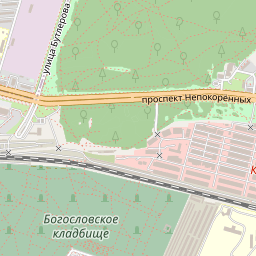 улица Бутлерова
проспект Непокорённых
Богословское
кладбище